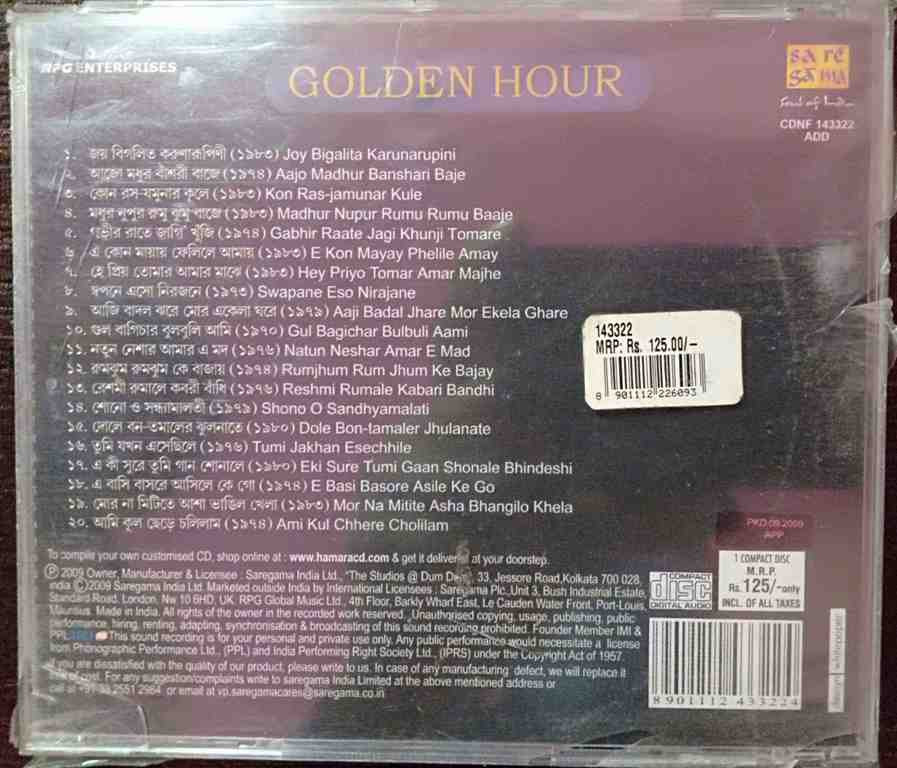 RPG ENTERPRISES
GOLDEN HOUR
sa re
ga ma
Soul of India
CDNF 143322
ADD
১. জয় বিগলিত করুণারূপিণী (১৯৮৩) Joy Bigalita Karunarupini
২. আজো মধুর বাঁশরী বাজে (১৯৭৪) Aajo Madhur Banshari Baje
৩. কোন রস-যমুনার কূলে (১৯৮৩) Kon Ras-jamunar Kule
৪. মধুর নূপুর রুমু ঝুমু বাজে (১৯৮৩) Madhur Nupur Rumu Rumu Baaje
৫. গভীর রাতে জাগি খুঁজি (১৯৭৪) Gabhir Raate Jagi Khunji Tomare
৬. এ কোন মায়ায় ফেলিলে আমায় (১৯৮৩) E Kon Mayay Phelile Amay
৭. হে প্রিয় তোমার আমার মাঝে (১৯৮৩) Hey Priyo Tomar Amar Majhe
৮. স্বপনে এসো নিরজনে (১৯৭৩) Swapane Eso Nirajane
৯. আজি বাদল ঝরে মোর একেলা ঘরে (১৯৭৯) Aaji Badal Jhare Mor Ekela Ghare
১০. গুল বাগিচার বুলবুলি আমি (১৯৭০) Gul Bagichar Bulbuli Aami
১১. নতুন নেশার আমার এ মদ (১৯৭৬) Natun Neshar Amar E Mad
১২. রুমঝুম রুমঝুম কে বাজায় (১৯৭৪) Rumjhum Rum Jhum Ke Bajay
১৩. রেশমী রুমালে কবরী বাঁধি (১৯৭৬) Reshmi Rumale Kabari Bandhi
১৪. শোনো ও সন্ধ্যামালতী (১৯৭৯) Shono O Sandhyamalati
১৫. দোলে বন-তমালের ঝুলনাতে (১৯৮০) Dole Bon-tamaler Jhulanate
১৬. তুমি যখন এসেছিলে (১৯৭৬) Tumi Jakhan Esechhile
১৭. এ কী সুরে তুমি গান শোনালে (১৯৮০) Eki Sure Tumi Gaan Shonale Bhindeshi
১৮. এ বাসি বাসরে আসিলে কে গো (১৯৭৪) E Basi Basore Asile Ke Go
১৯. মোর না মিটিতে আশা ভাঙিল খেলা (১৯৮৩) Mor Na Mitite Asha Bhangilo Khela
২০. আমি কূল ছেড়ে চলিলাম (১৯৭৪) Ami Kul Chhere Cholilam
143322
MRP: Rs. 125.00/-
8 901112 226093
PKD.09.2009
APP
To compile your own customised CD, shop online at : www.hamaracd.com & get it delivered at your doorstep.
Ⓟ 2009 Owner, Manufacturer & Licensee : Saregama India Ltd., "The Studios @ Dum Dum", 33, Jessore Road, Kolkata 700 028,
India © 2009 Saregama India Ltd. Marketed outside India by Licensees : Saregama Plc., Unit 3, Bush Industrial Estate,
Standard Road, London, Nw 10 6HD, UK, RPG Global Music Ltd., 4th Floor, Barkly Wharf East, Le Cauden Water Front, Port-Louis,
Mauritius. Made in India. All rights of the owner in the recorded work reserved. Unauthorised copying, usage, publishing, public
performance, hiring, renting, adapting, synchronisation & broadcasting of this sound recording prohibited. Founder Member IMI &
PPL This sound recording is for your personal and private use only. Any public performance would necessitate a license
from Phonographic Performance Ltd., (PPL) and India Performing Right Society Ltd., (IPRS) under the Copyright Act of 1957.
If you are dissatisfied with the quality of our product, please write to us. In case of any manufacturing defect, we will replace it
free of cost. For any suggestion/complaints write to saregama India Limited at the above mentioned address or
call at +91 33 2551 2984 or email at vp.saregamacares@saregama.co.in
COMPACT
disc
DIGITAL AUDIO
1 COMPACT DISC
M.R.P.
Rs. 125/- only
INCL. OF ALL TAXES
8 901112 433224